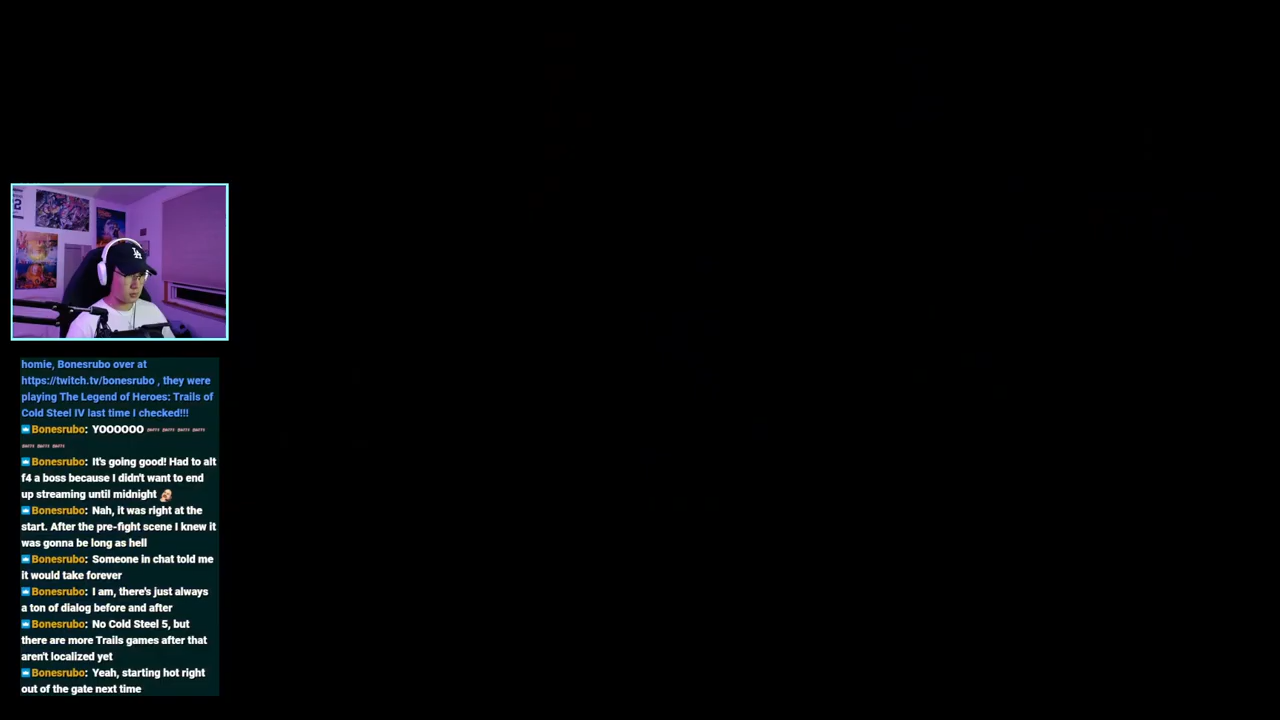 LA
homie, Bonesrubo over at
https://twitch.tv/bonesrubo , they were
playing The Legend of Heroes: Trails of
Cold Steel IV last time I checked!!!
Bonesrubo: YOOOOOO
Bonesrubo: It's going good! Had to alt
f4 a boss because I didn't want to end
up streaming until midnight
Bonesrubo: Nah, it was right at the
start. After the pre-fight scene I knew it
was gonna be long as hell
Bonesrubo: Someone in chat told me
it would take forever
Bonesrubo: I am, there's just always
a ton of dialog before and after
Bonesrubo: No Cold Steel 5, but
there are more Trails games after that
aren't localized yet
Bonesrubo: Yeah, starting hot right
out of the gate next time